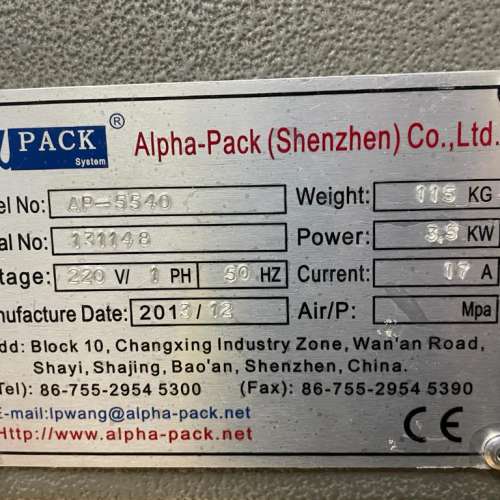 PACK ®
System
Alpha-Pack (Shenzhen) Co.,Ltd.
el No: AP-5540
Weight: 115 KG
al No: 131148
Power: 3.5 KW
tage: 220 V/ 1 PH 50 HZ
Current: 17 A
nufacture Date: 2013/12
Air/P: Mpa
dd: Block 10, Changxing Industry Zone, Wan'an Road,
Shayi, Shajing, Bao'an, Shenzhen, China.
Tel): 86-755-2954 5300 (Fax): 86-755-2954 5390
E-mail:lpwang@alpha-pack.net
Http://www.alpha-pack.net
CE